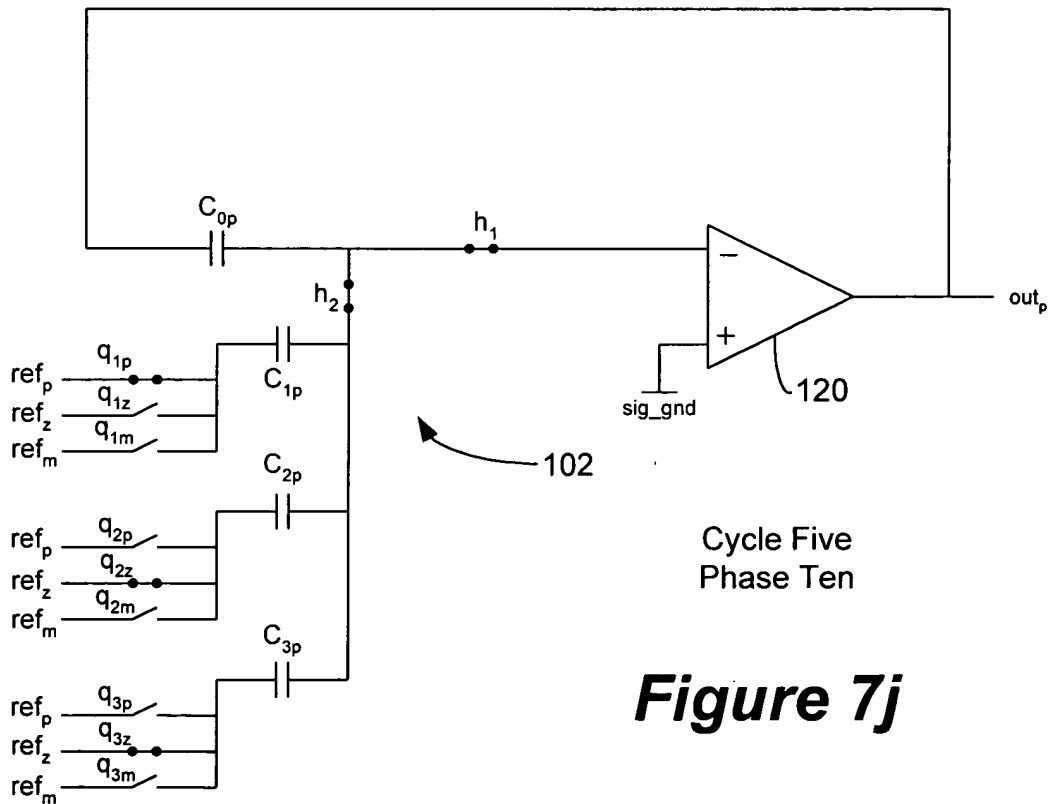 C0p
h1
−
h2
outp
+
q1p
refp
C1p
120
q1z
refz
sig_gnd
q1m
refm
102
C2p
q2p
refp
Cycle Five
q2z
refz
Phase Ten
q2m
refm
C3p
q3p
refp
Figure 7j
q3z
refz
q3m
refm